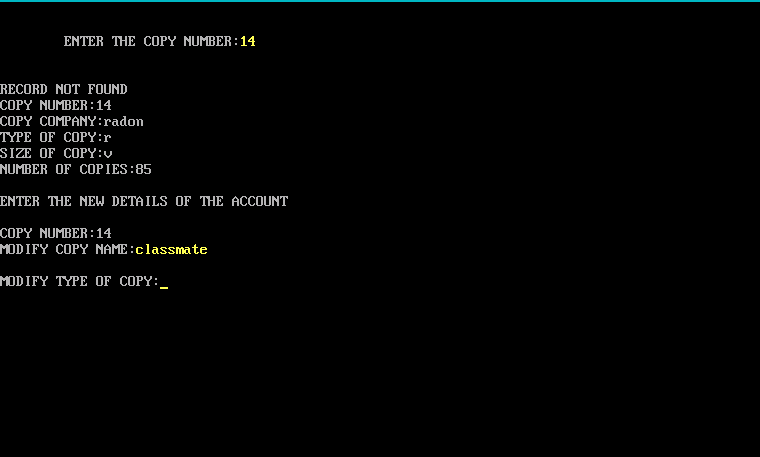 ENTER THE COPY NUMBER:14
RECORD NOT FOUND
COPY NUMBER:14
COPY COMPANY:radon
TYPE OF COPY:r
SIZE OF COPY:v
NUMBER OF COPIES:85
ENTER THE NEW DETAILS OF THE ACCOUNT
COPY NUMBER:14
MODIFY COPY NAME:classmate
MODIFY TYPE OF COPY:_